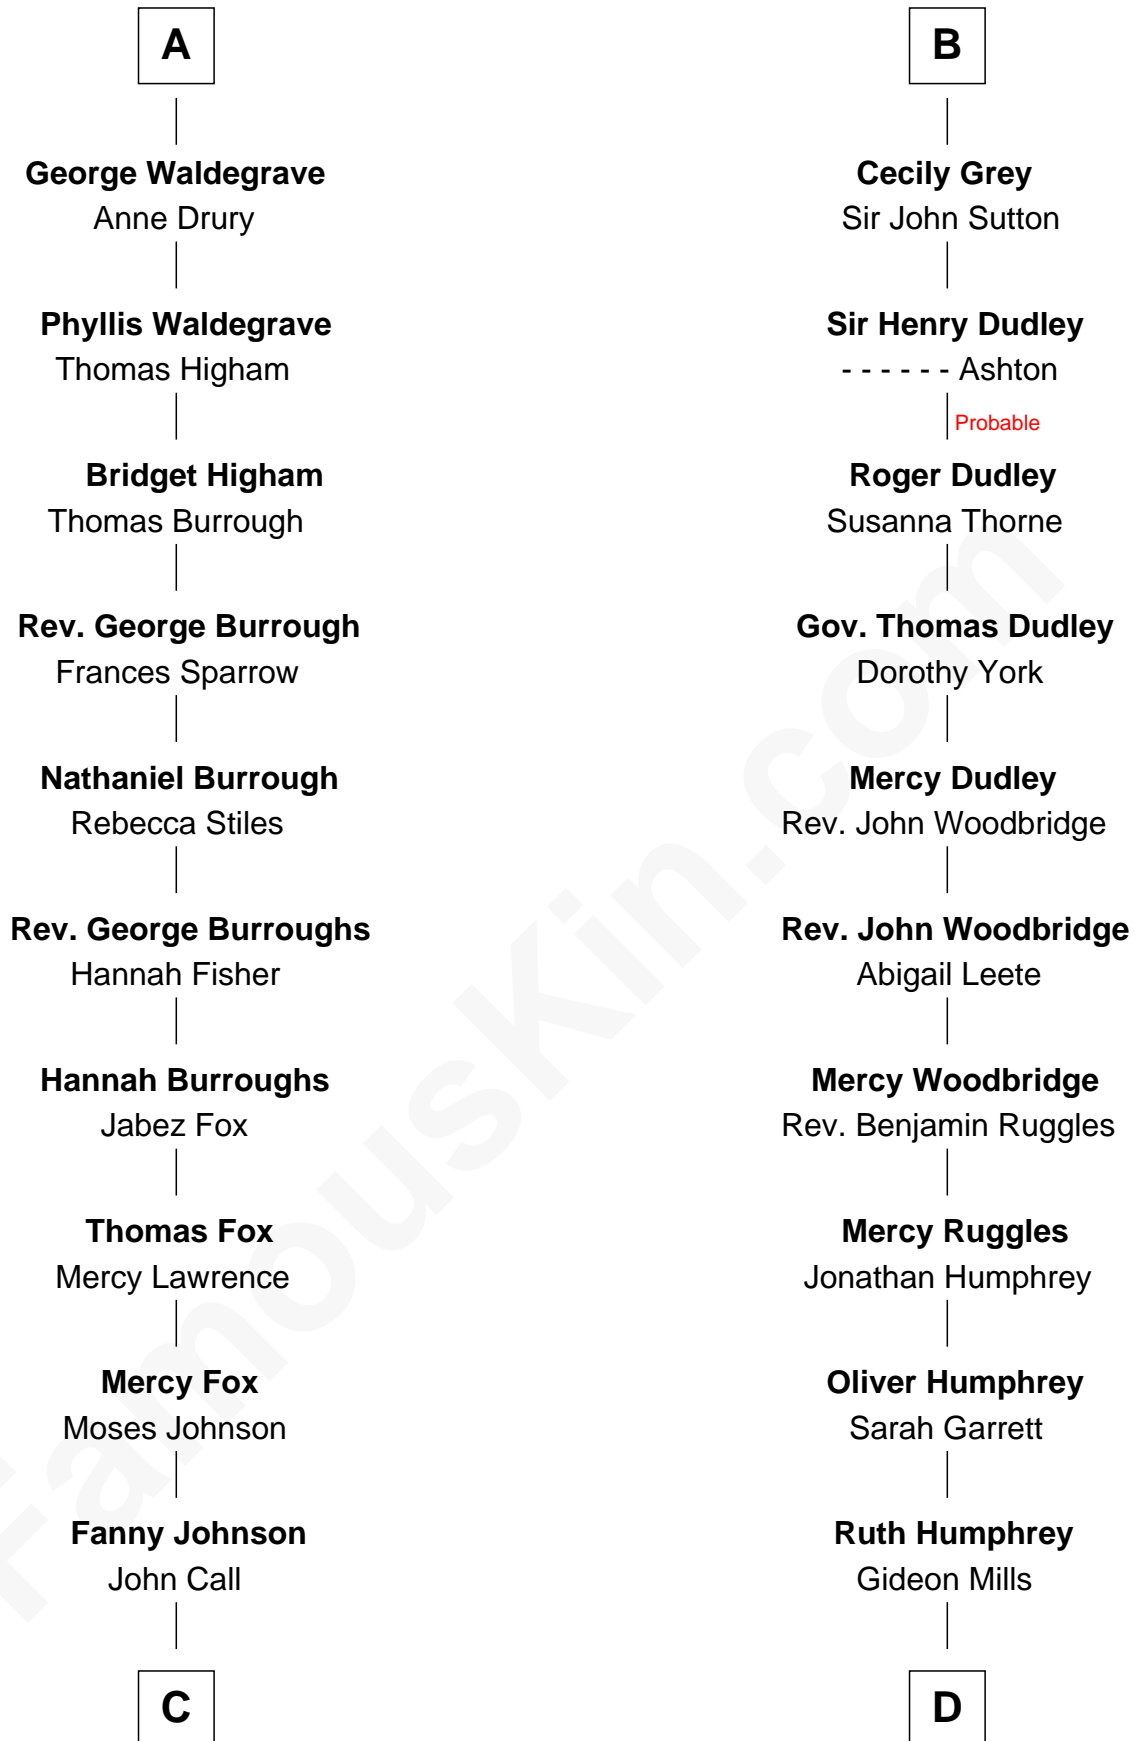 A
George Waldegrave
Anne Drury
Phyllis Waldegrave
Thomas Higham
Bridget Higham
Thomas Burrough
Rev. George Burrough
Frances Sparrow
Nathaniel Burrough
Rebecca Stiles
Rev. George Burroughs
Hannah Fisher
Hannah Burroughs
Jabez Fox
Thomas Fox
Mercy Lawrence
Mercy Fox
Moses Johnson
Fanny Johnson
John Call
C
B
Cecily Grey
Sir John Sutton
Sir Henry Dudley
- - - - - - Ashton
Probable
Roger Dudley
Susanna Thorne
Gov. Thomas Dudley
Dorothy York
Mercy Dudley
Rev. John Woodbridge
Rev. John Woodbridge
Abigail Leete
Mercy Woodbridge
Rev. Benjamin Ruggles
Mercy Ruggles
Jonathan Humphrey
Oliver Humphrey
Sarah Garrett
Ruth Humphrey
Gideon Mills
D
FamousKin.com